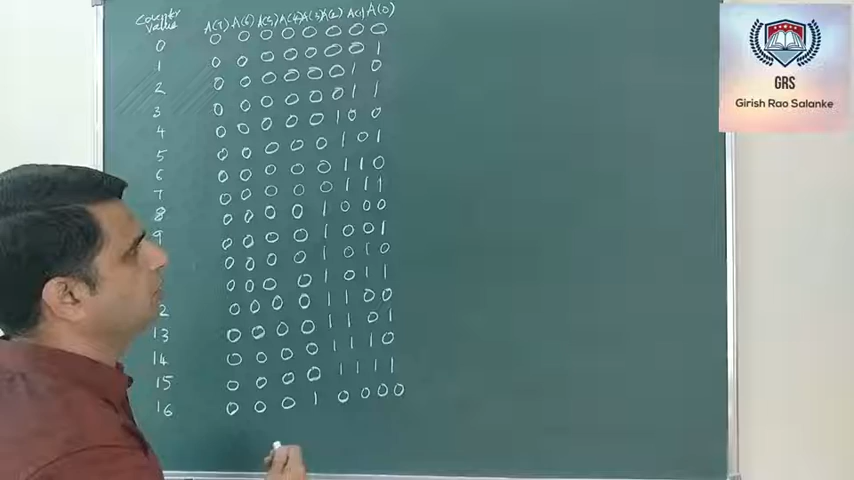 Counter Value A(7) A(6) A(5) A(4) A(3) A(2) A(1) A(0)
0 0 0 0 0 0 0 0 0
1 0 0 0 0 0 0 0 1
2 0 0 0 0 0 0 1 0
3 0 0 0 0 0 0 1 1
4 0 0 0 0 0 1 0 0
5 0 0 0 0 0 1 0 1
6 0 0 0 0 0 1 1 0
7 0 0 0 0 0 1 1 1
8 0 0 0 0 1 0 0 0
9 0 0 0 0 1 0 0 1
0 0 0 0 1 0 1 0
0 0 0 0 1 0 1 1
2 0 0 0 0 1 1 0 0
13 0 0 0 0 1 1 0 1
14 0 0 0 0 1 1 1 0
15 0 0 0 0 1 1 1 1
16 0 0 0 1 0 0 0 0
GRS
Girish Rao Salanke